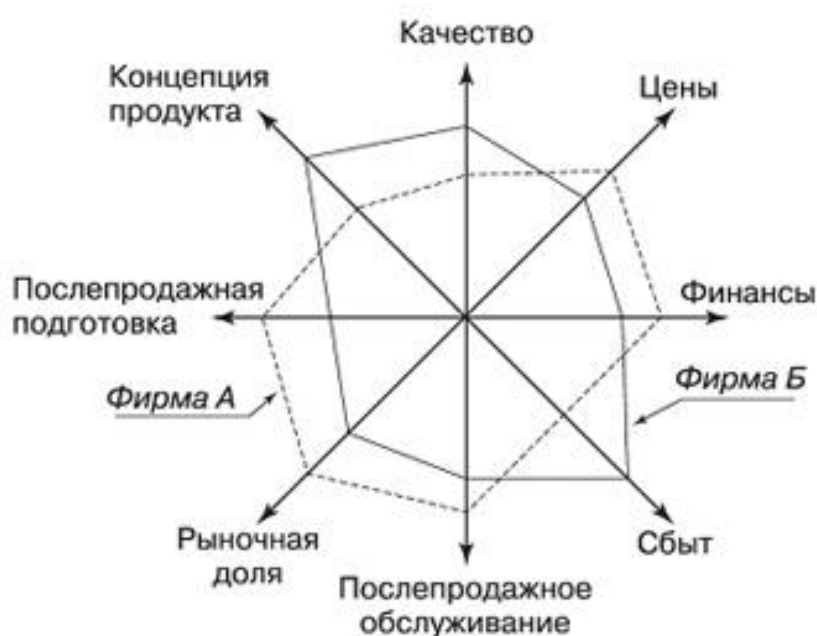 Качество
Концепция
продукта
Цены
Послепродажная
подготовка
Финансы
Фирма А
Фирма Б
Рыночная
доля
Сбыт
Послепродажное
обслуживание